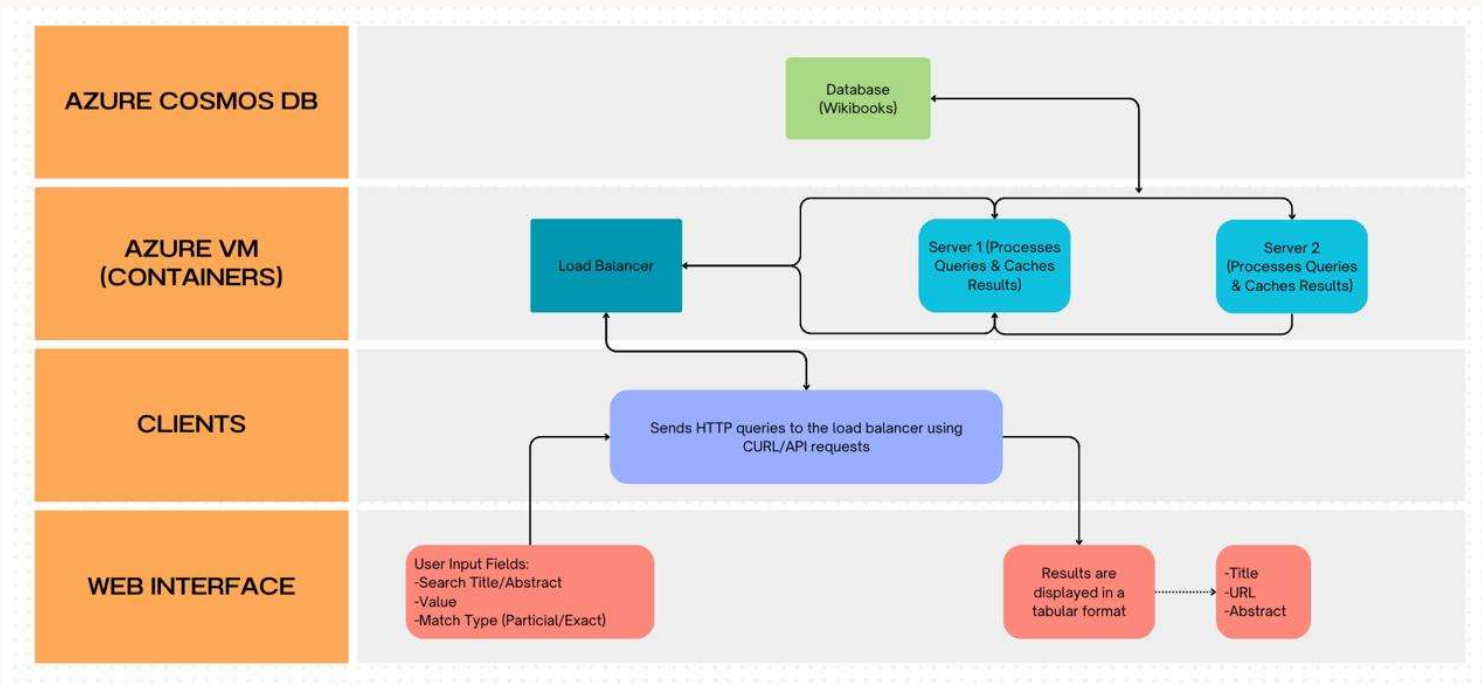 AZURE COSMOS DB
Database
(Wikibooks)
AZURE VM
(CONTAINERS)
Load Balancer
Server 1 (Processes
Queries & Caches
Results)
Server 2
(Processes Queries
& Caches Results)
CLIENTS
Sends HTTP queries to the load balancer using
CURL/API requests
WEB INTERFACE
User Input Fields:
-Search Title/Abstract
-Value
-Match Type (Particial/Exact)
Results are
displayed in a
tabular format
-Title
-URL
-Abstract